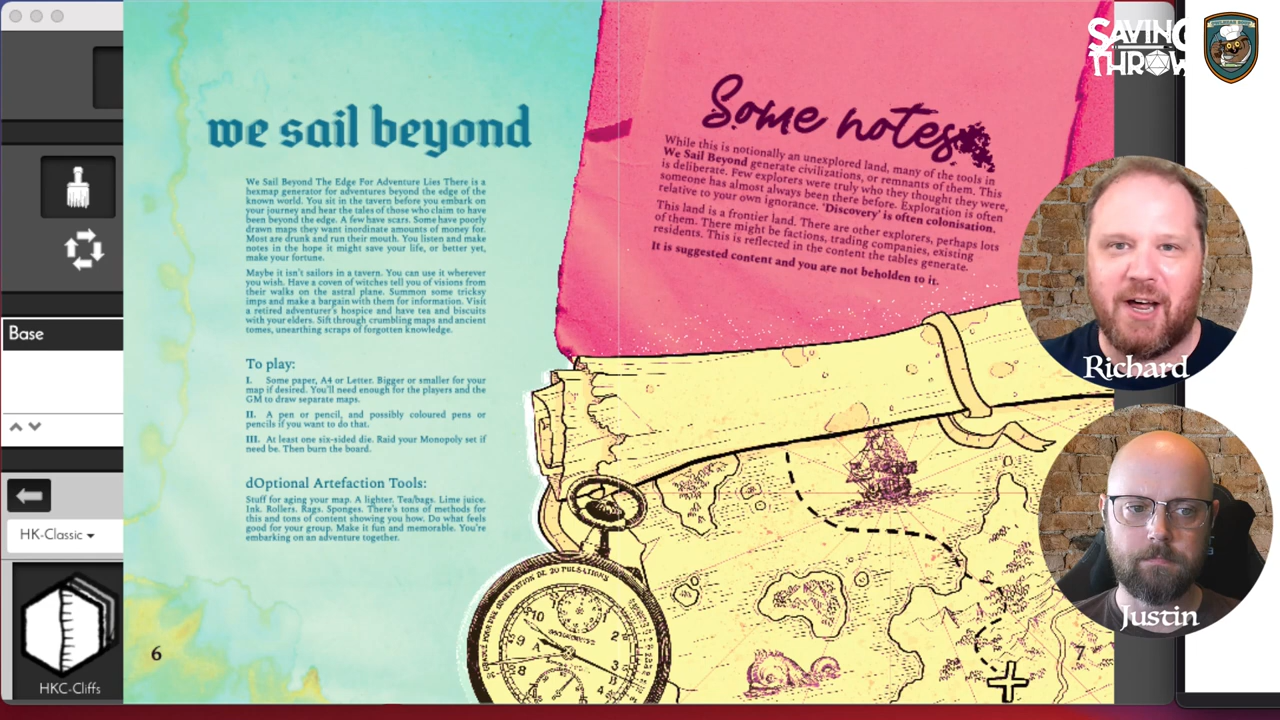 SAVING
THROW
Base
HK-Classic
HKC-Cliffs
we sail beyond
We Sail Beyond The Edge For Adventure Lies There is a
hexmap generator for adventures beyond the edge of the
known world. You sit in the tavern before you embark on
your journey and hear the tales of those who claim to have
been beyond the edge. A few have scars. Some have poorly
drawn maps they want inordinate amounts of money for.
Most are drunk and run their mouth. You listen and make
notes in the hope it might save your life, or better yet,
make your fortune.
Maybe it isn't sailors in a tavern. You can use it wherever
you wish. Have a coven of witches tell you of visions from
their walks on the astral plane. Summon some tricksy
imps and make a bargain with them for information. Visit
a retired adventurer's hospice and have tea and biscuits
with your elders. Sift through crumbling maps and ancient
tomes, unearthing scraps of forgotten knowledge.
To play:
I. Some paper, A4 or Letter. Bigger or smaller for your
map if desired. You'll need enough for the players and the
GM to draw separate maps.
II. A pen or pencil, and possibly coloured pens or
pencils if you want to do that.
III. At least one six-sided die. Raid your Monopoly set if
need be. Then burn the board.
dOptional Artefaction Tools:
Stuff for aging your map. A lighter. Teabags. Lime juice.
Ink. Rollers. Rags. Sponges. There's tons of methods for
this and tons of content showing you how. Do what feels
good for your group. Make it fun and memorable. You're
embarking on an adventure together.
6
Some notes
While this is notionally an unexplored land, many of the tools in
We Sail Beyond generate civilizations, or remnants of them. This
is deliberate. Few explorers were truly who they thought they were,
someone has almost always been there before. Exploration is often
relative to your own ignorance. 'Discovery' is often colonisation.
This land is a frontier land. There are other explorers, perhaps lots
of them. There might be factions, trading companies, existing
residents. This is reflected in the content the tables generate.
It is suggested content and you are not beholden to it.
7
Richard
Justin